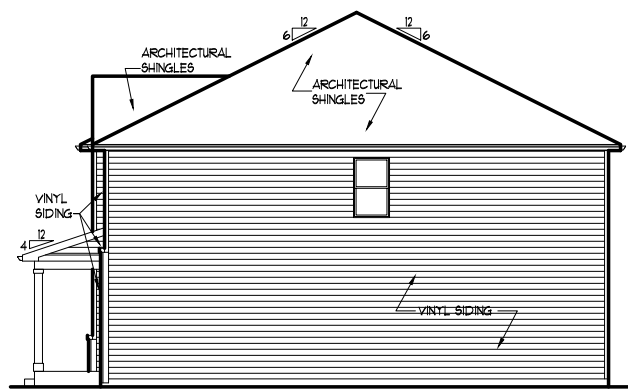 12
6
12
6
ARCHITECTURAL
SHINGLES
ARCHITECTURAL
SHINGLES
VINYL
SIDING
12
4
VINYL SIDING